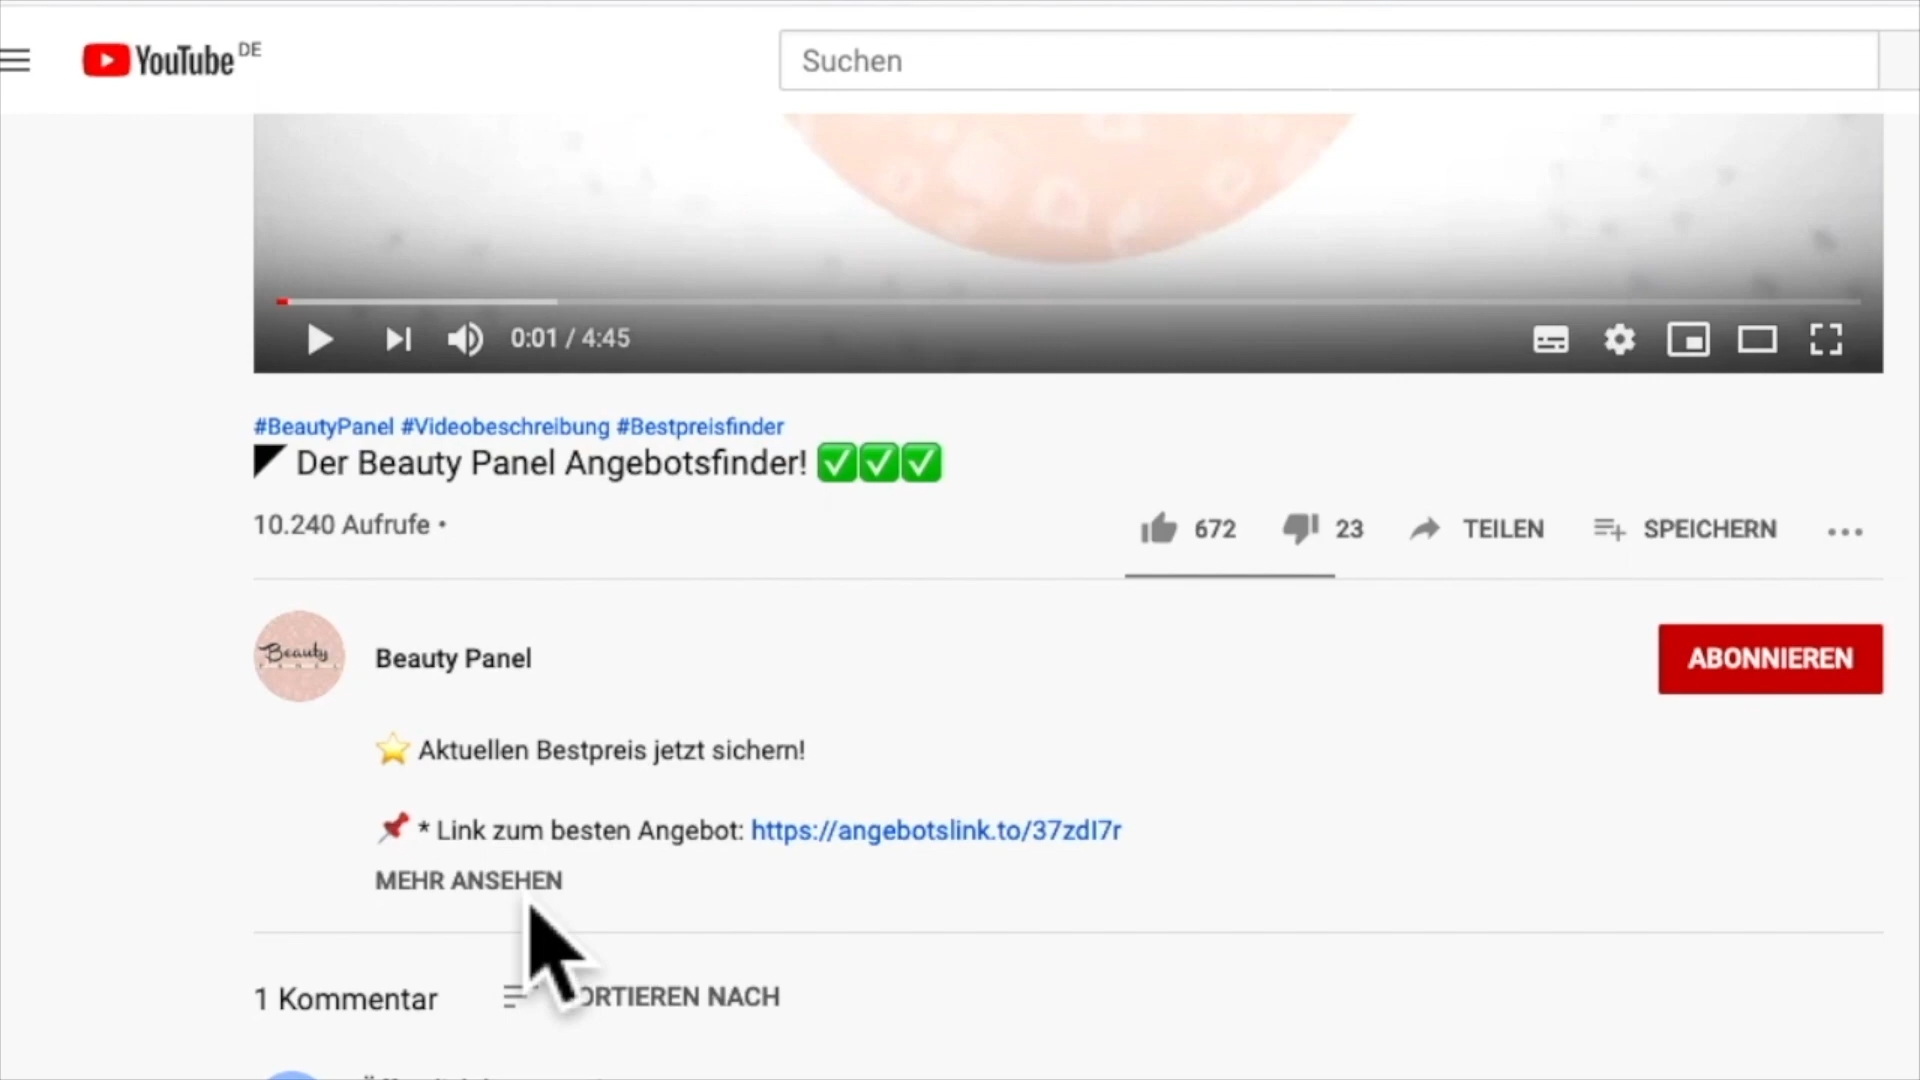 YouTube DE
Suchen
0:01 / 4:45
#BeautyPanel #Videobeschreibung #Bestpreisfinder
Der Beauty Panel Angebotsfinder! ✅✅✅
10.240 Aufrufe •
672 23 TEILEN SPEICHERN
Beauty
Beauty Panel
ABONNIEREN
⭐ Aktuellen Bestpreis jetzt sichern!
📌 * Link zum besten Angebot: https://angebotslink.to/37zdI7r
MEHR ANSEHEN
1 Kommentar
ORTIEREN NACH